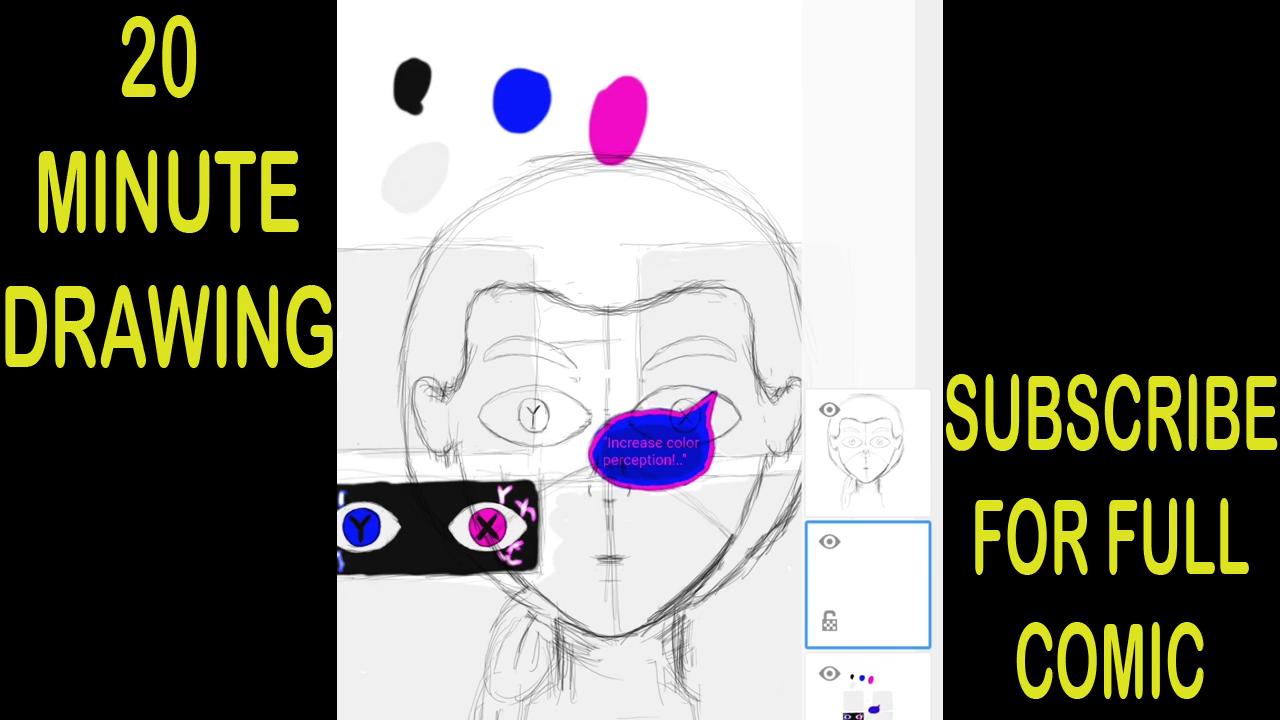 20
MINUTE
DRAWING
Y
X
"Increase color
perception!.."
Y
X
SUBSCRIBE
FOR FULL
COMIC